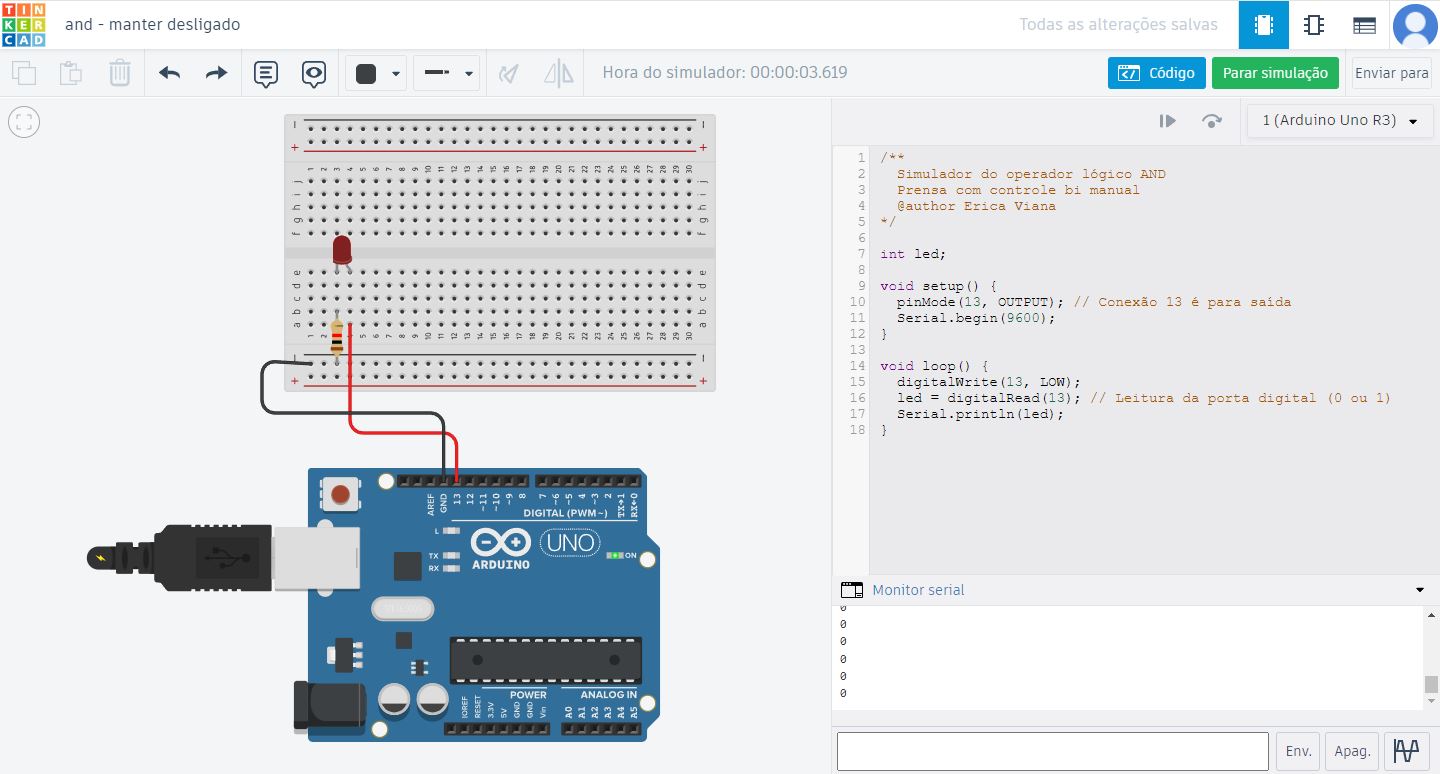 TIN
KER
CAD
and - manter desligado
Todas as alterações salvas
Hora do simulador: 00:00:03.619
Código
Parar simulação
Enviar para
1 (Arduino Uno R3)
1 /**
2 Simulador do operador lógico AND
3 Prensa com controle bi manual
4 @author Erica Viana
5 */
6
7 int led;
8
9 void setup() {
10 pinMode(13, OUTPUT); // Conexão 13 é para saída
11 Serial.begin(9600);
12 }
13
14 void loop() {
15 digitalWrite(13, LOW);
16 led = digitalRead(13); // Leitura da porta digital (0 ou 1)
17 Serial.println(led);
18 }
Monitor serial
0
0
0
0
0
0
Env.
Apag.
1 2 3 4 5 6 7 8 9 10 11 12 13 14 15 16 17 18 19 20 21 22 23 24 25 26 27 28 29 30
j j
i i
h h
g g
f f
e e
d d
c c
b b
a a
AREF GND 13 12 ~11 ~10 ~9 8 7 ~6 ~5 4 ~3 2 TX→1 RX←0
DIGITAL (PWM ~)
L
TX
RX
UNO
ARDUINO
ON
POWER
ANALOG IN
IOREF RESET 3.3V 5V GND GND Vin A0 A1 A2 A3 A4 A5